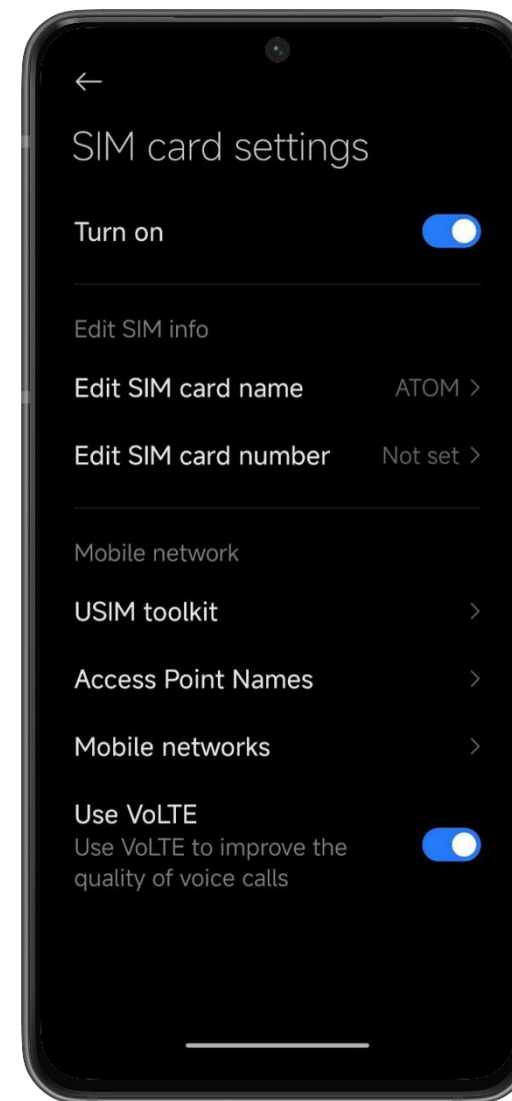 SIM card settings
Turn on
Edit SIM info
Edit SIM card name ATOM
Edit SIM card number Not set
Mobile network
USIM toolkit
Access Point Names
Mobile networks
Use VoLTE
Use VoLTE to improve the
quality of voice calls